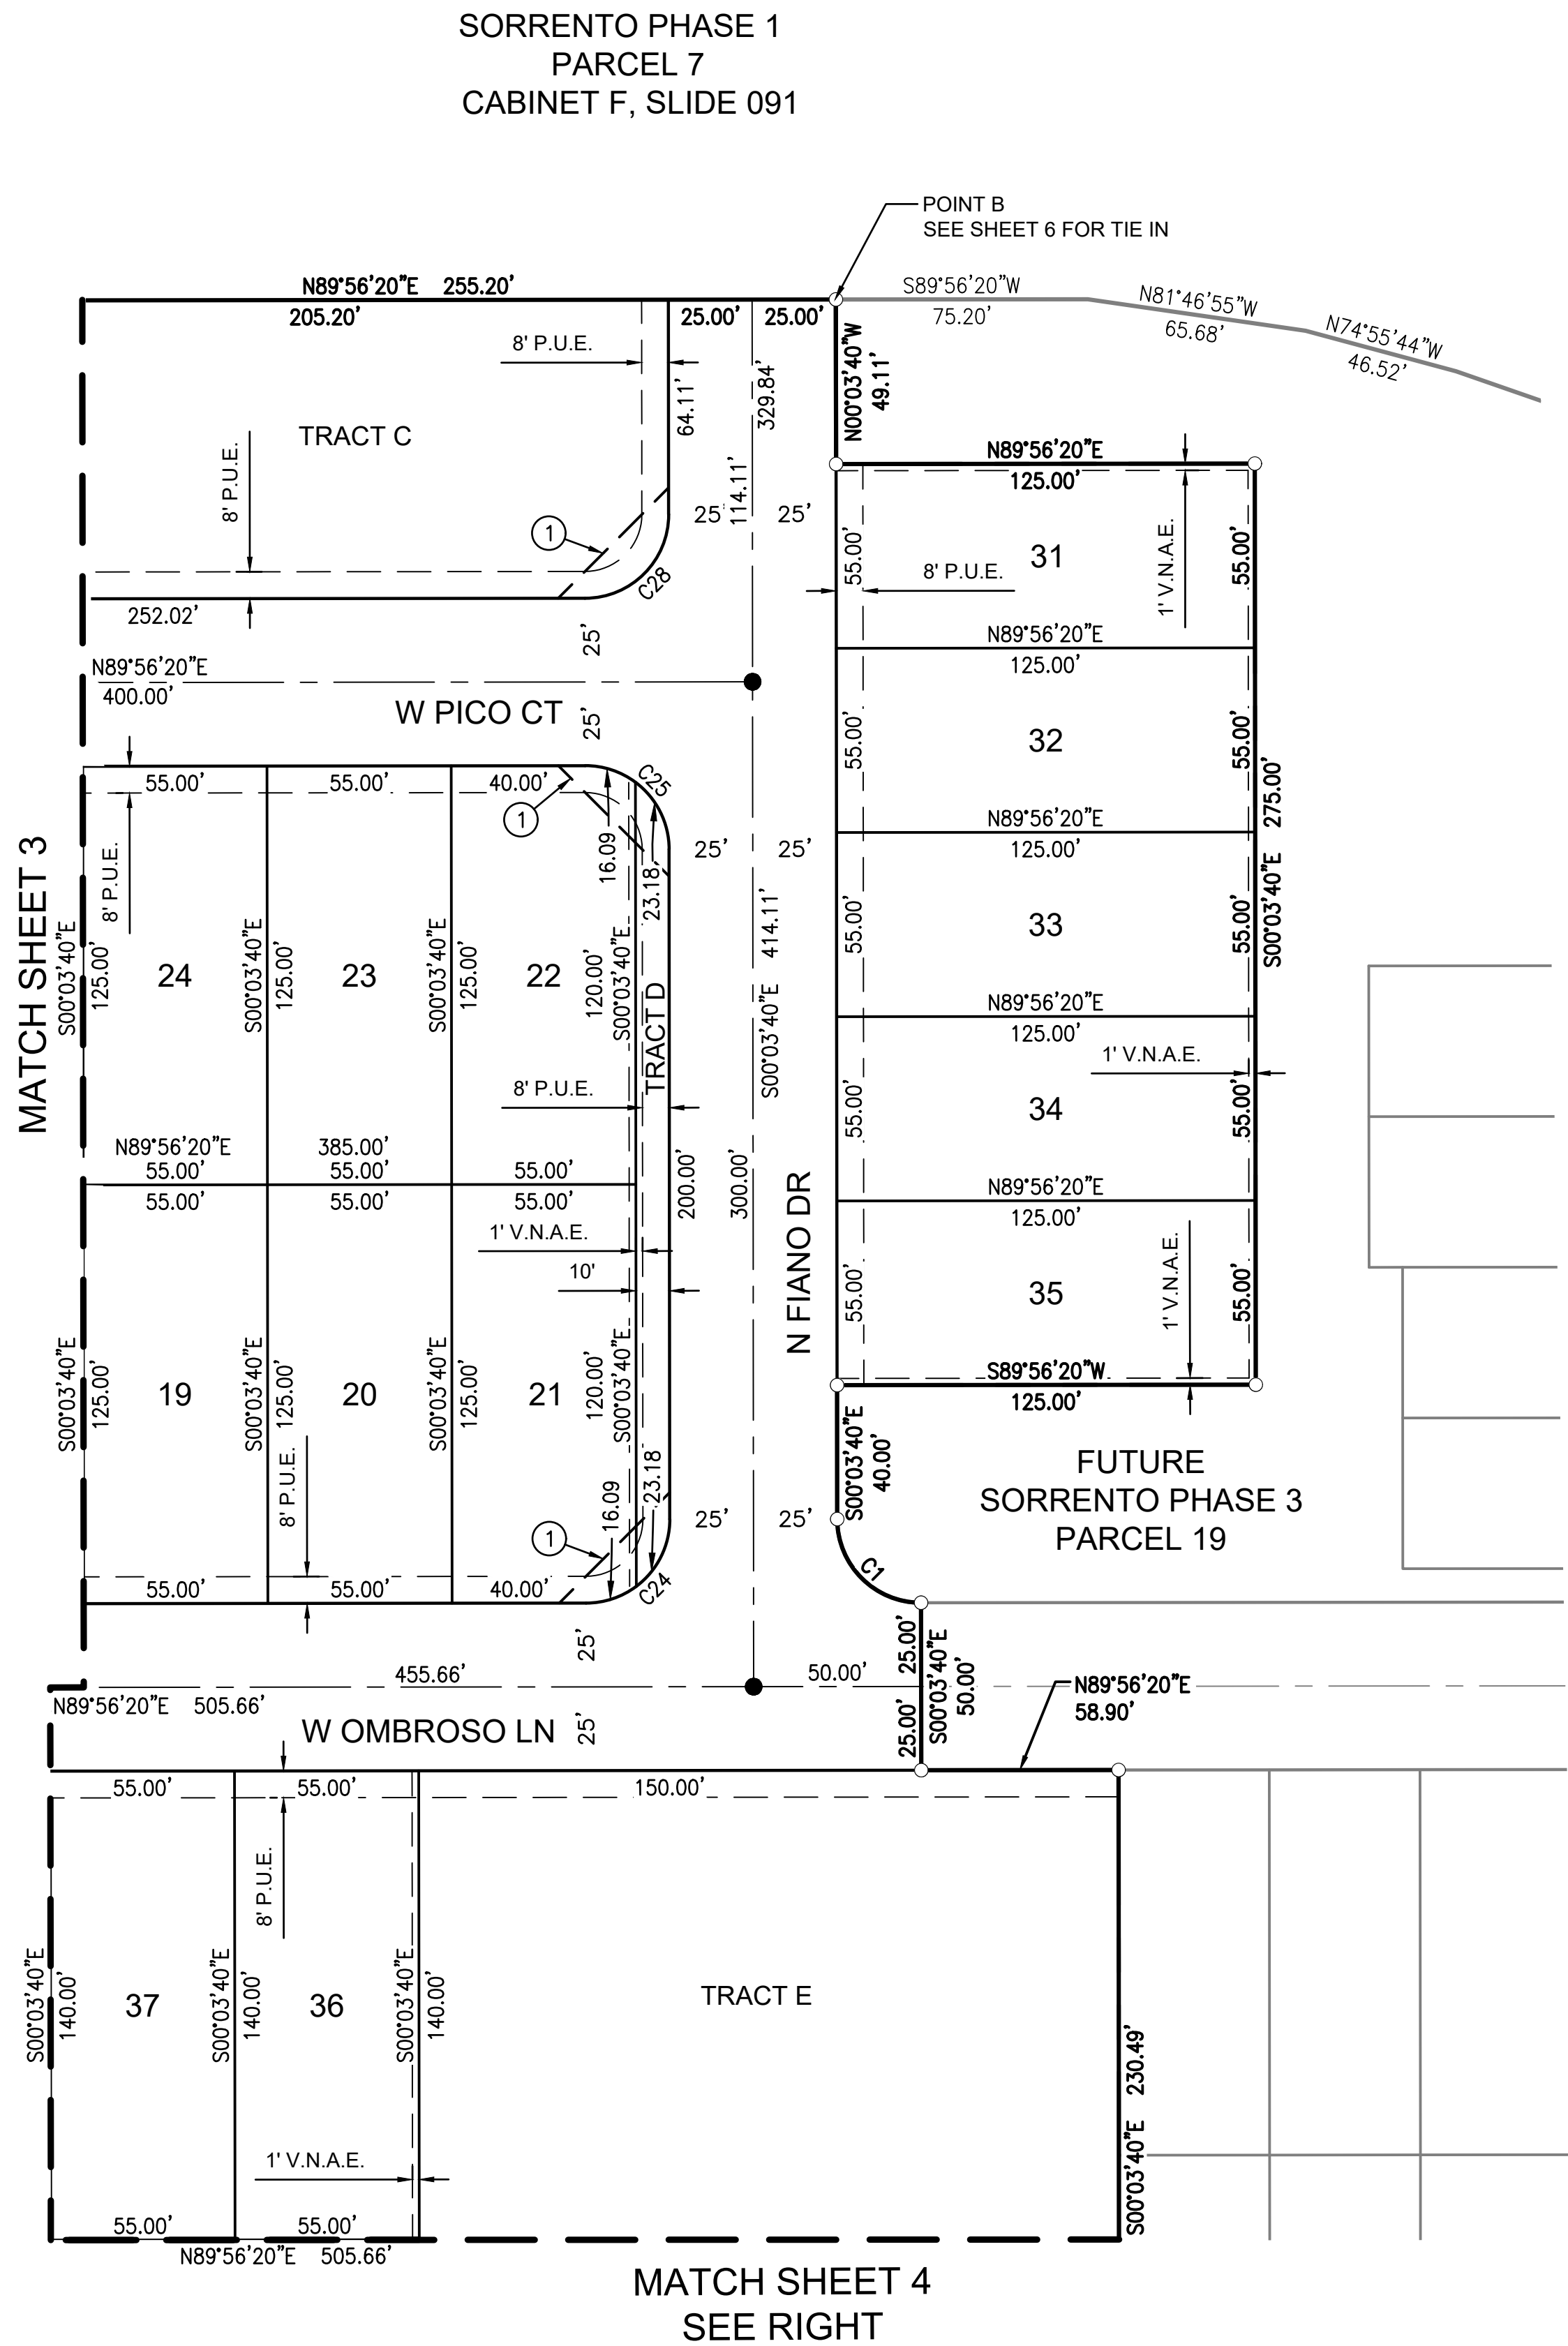 SORRENTO PHASE 1
PARCEL 7
CABINET F, SLIDE 091
POINT B
SEE SHEET 6 FOR TIE IN
N89°56'20"E 255.20'
205.20'
25.00'
25.00'
S89°56'20"W
75.20'
N81°46'55"W
65.68'
N74°55'44"W
46.52'
8' P.U.E.
64.11'
329.84'
N00°03'40"W
49.11'
TRACT C
8' P.U.E.
114.11'
25'
25'
1
C28
252.02'
25'
N89°56'20"E
125.00'
55.00'
31
1' V.N.A.E.
55.00'
8' P.U.E.
N89°56'20"E
400.00'
W PICO CT
25'
N89°56'20"E
125.00'
55.00'
32
55.00'
275.00'
S00°03'40"E
55.00'
55.00'
40.00'
C25
1
16.09
23.18'
8' P.U.E.
25'
25'
N89°56'20"E
125.00'
55.00'
33
55.00'
MATCH SHEET 3
S00°03'40"E
125.00'
24
S00°03'40"E
125.00'
23
S00°03'40"E
125.00'
22
120.00'
S00°03'40"E
TRACT D
414.11'
S00°03'40"E
N89°56'20"E
125.00'
1' V.N.A.E.
55.00'
34
55.00'
8' P.U.E.
N89°56'20"E
385.00'
55.00'
55.00'
55.00'
55.00'
55.00'
55.00'
200.00'
300.00'
N FIANO DR
1' V.N.A.E.
10'
N89°56'20"E
125.00'
55.00'
35
1' V.N.A.E.
55.00'
S89°56'20"W
125.00'
S00°03'40"E
125.00'
19
S00°03'40"E
125.00'
20
S00°03'40"E
125.00'
21
120.00'
S00°03'40"E
8' P.U.E.
16.09
23.18
1
C24
55.00'
55.00'
40.00'
25'
25'
S00°03'40"E
40.00'
C1
FUTURE
SORRENTO PHASE 3
PARCEL 19
25'
455.66'
50.00'
25.00'
25.00'
S00°03'40"E
50.00'
N89°56'20"E
58.90'
N89°56'20"E 505.66'
W OMBROSO LN
25'
55.00'
55.00'
150.00'
8' P.U.E.
S00°03'40"E
140.00'
37
S00°03'40"E
140.00'
36
S00°03'40"E
140.00'
TRACT E
230.49'
S00°03'40"E
1' V.N.A.E.
55.00'
55.00'
N89°56'20"E 505.66'
MATCH SHEET 4
SEE RIGHT